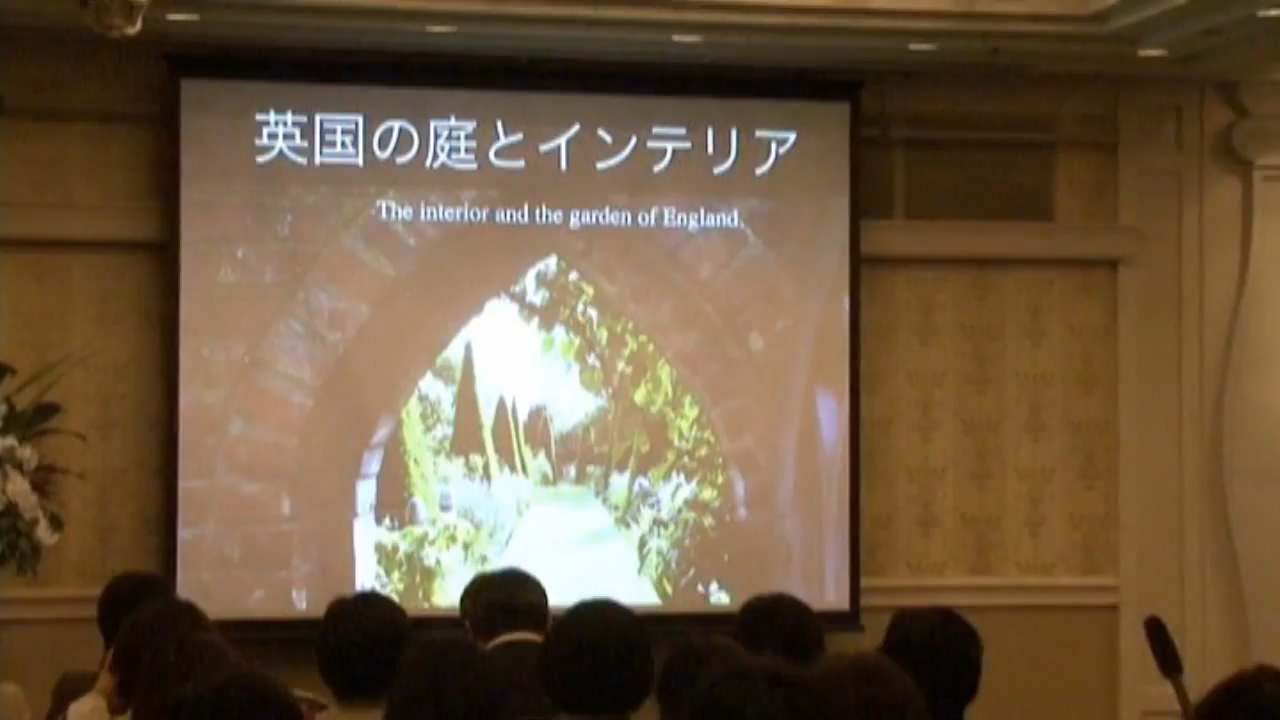 英国の庭とインテリア
-The interior and the garden of England.